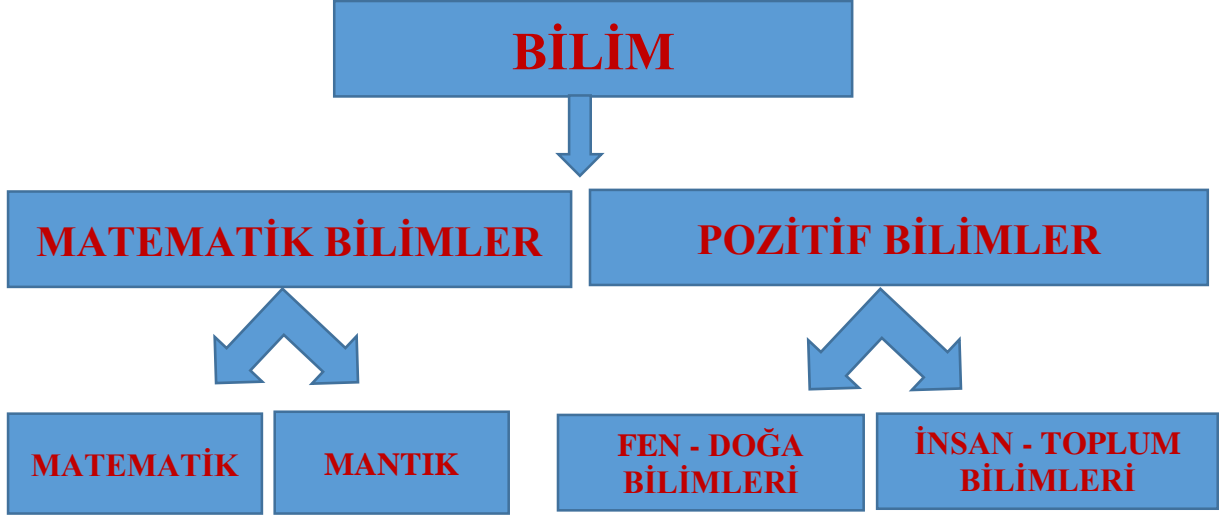 BİLİM
MATEMATİK BİLİMLER
POZİTİF BİLİMLER
MATEMATİK
MANTIK
FEN - DOĞA
BİLİMLERİ
İNSAN - TOPLUM
BİLİMLERİ